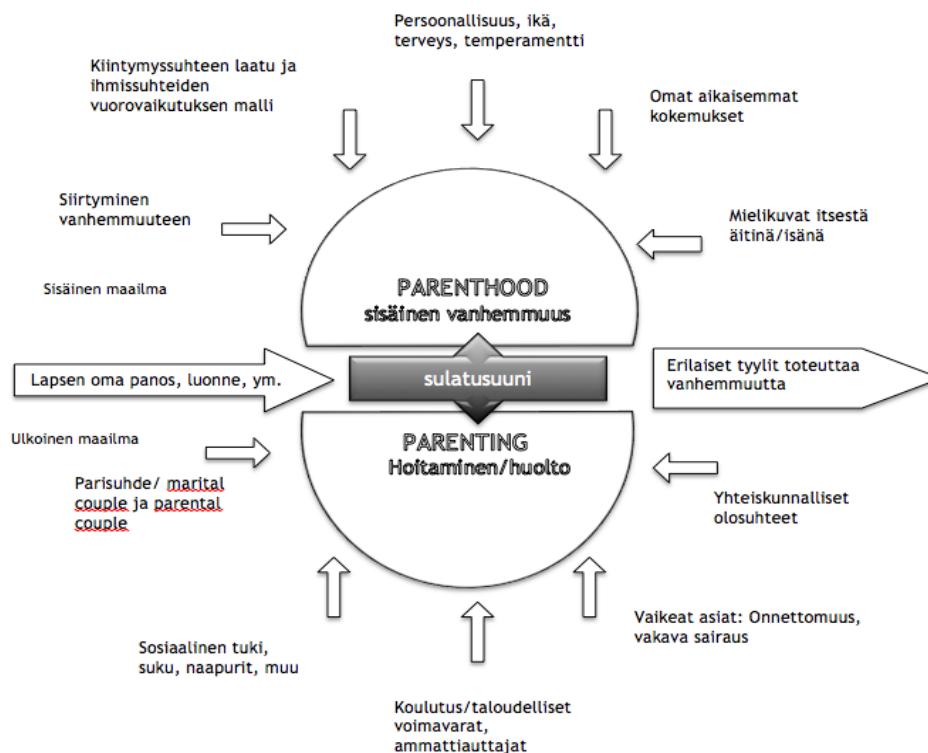 Persoonallisuus, ikä,
terveys, temperamentti
Kiintymyssuhteen laatu ja
ihmissuhteiden
vuorovaikutuksen malli
Omat aikaisemmat
kokemukset
Siirtyminen
vanhemmuuteen
Mielikuvat itsestä
äitinä/isänä
Sisäinen maailma
PARENTHOOD
sisäinen vanhemmuus
Lapsen oma panos, luonne, ym.
sulatusuuni
Erilaiset tyylit toteuttaa
vanhemmuutta
Ulkoinen maailma
PARENTING
Hoitaminen/huolto
Parisuhde/ marital
couple ja parental
couple
Yhteiskunnalliset
olosuhteet
Sosiaalinen tuki,
suku, naapurit, muu
Vaikeat asiat: Onnettomuus,
vakava sairaus
Koulutus/taloudelliset
voimavarat,
ammattiauttajat